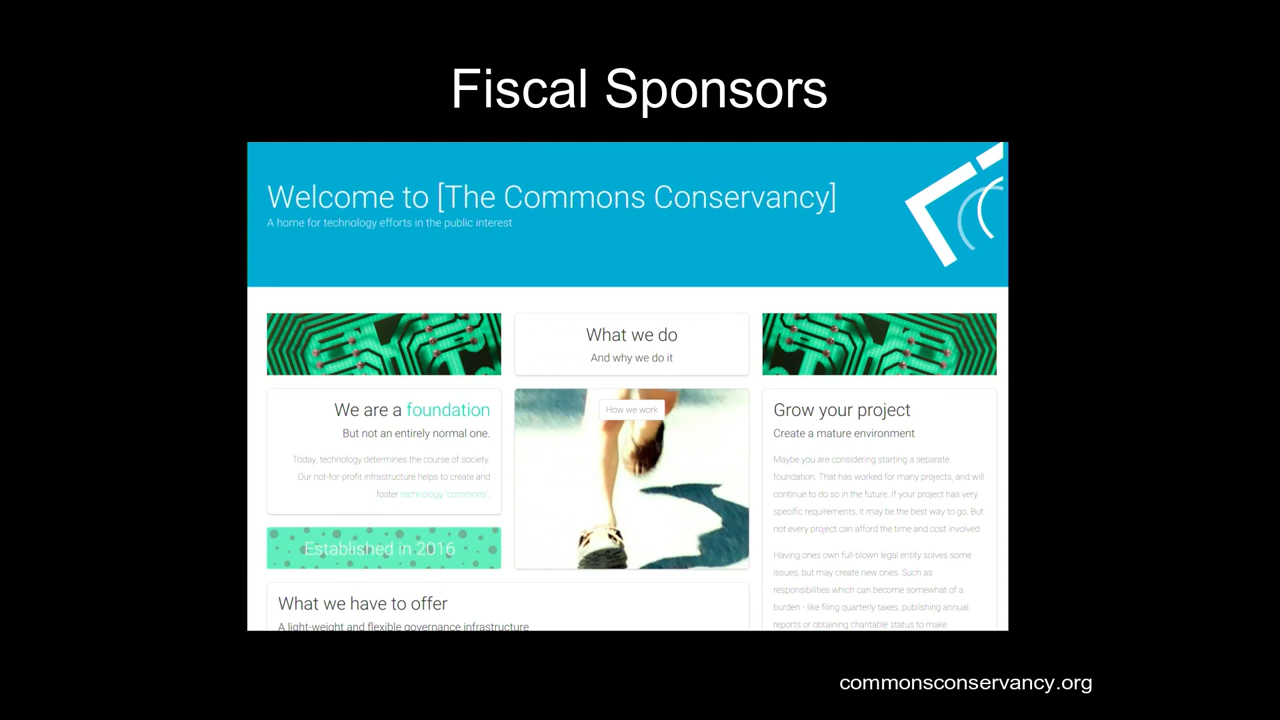 Fiscal Sponsors
Welcome to [The Commons Conservancy]
A home for technology efforts in the public interest
What we do
And why we do it
We are a foundation
But not an entirely normal one.
Today, technology determines the course of society.
Our not-for-profit infrastructure helps to create and
foster technology "commons".
How we work
Grow your project
Create a mature environment
Maybe you are considering starting a separate
foundation. That has worked for many projects, and will
continue to do so in the future. If your project has very
specific requirements, it may be the best way to go. But
not every project can afford the time and cost involved.
Having ones own full-blown legal entity solves some
issues, but may create new ones. Such as
responsibilities which can become somewhat of a
burden - like filing quarterly taxes, publishing annual
reports or obtaining charitable status to make
Established in 2016
What we have to offer
A light-weight and flexible governance infrastructure
commonsconservancy.org